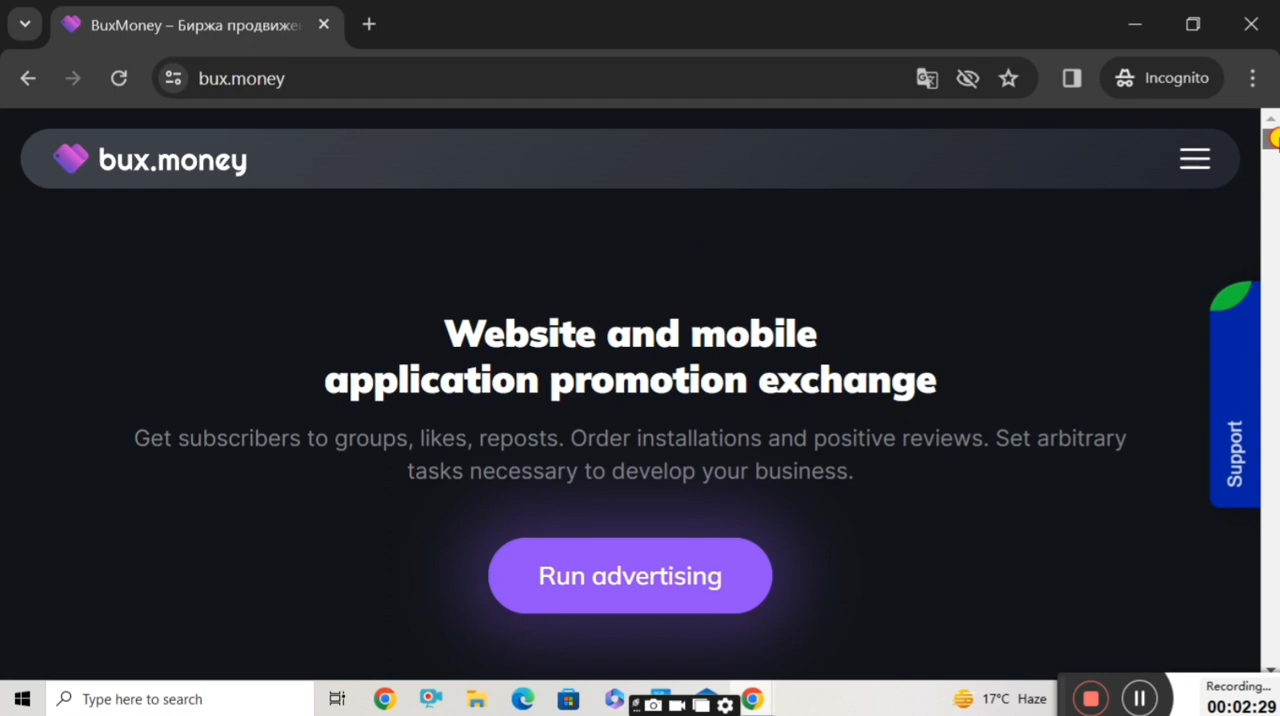 BuxMoney – Биржа продвижен
bux.money
Incognito
bux.money
Website and mobile
application promotion exchange
Get subscribers to groups, likes, reposts. Order installations and positive reviews. Set arbitrary
tasks necessary to develop your business.
Support
Run advertising
Type here to search
17°C Haze
Recording...
00:02:29